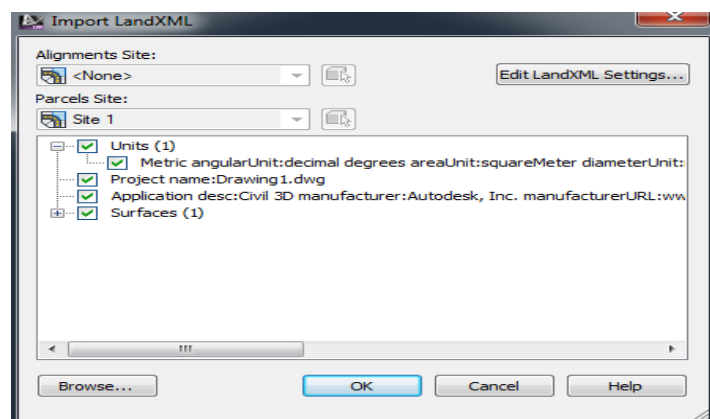 Import LandXML
Alignments Site:
<None>
Edit LandXML Settings...
Parcels Site:
Site 1
Units (1)
Metric angularUnit:decimal degrees areaUnit:squareMeter diameterUnit:
Project name:Drawing1.dwg
Application desc:Civil 3D manufacturer:Autodesk, Inc. manufacturerURL:ww
Surfaces (1)
Browse... OK Cancel Help